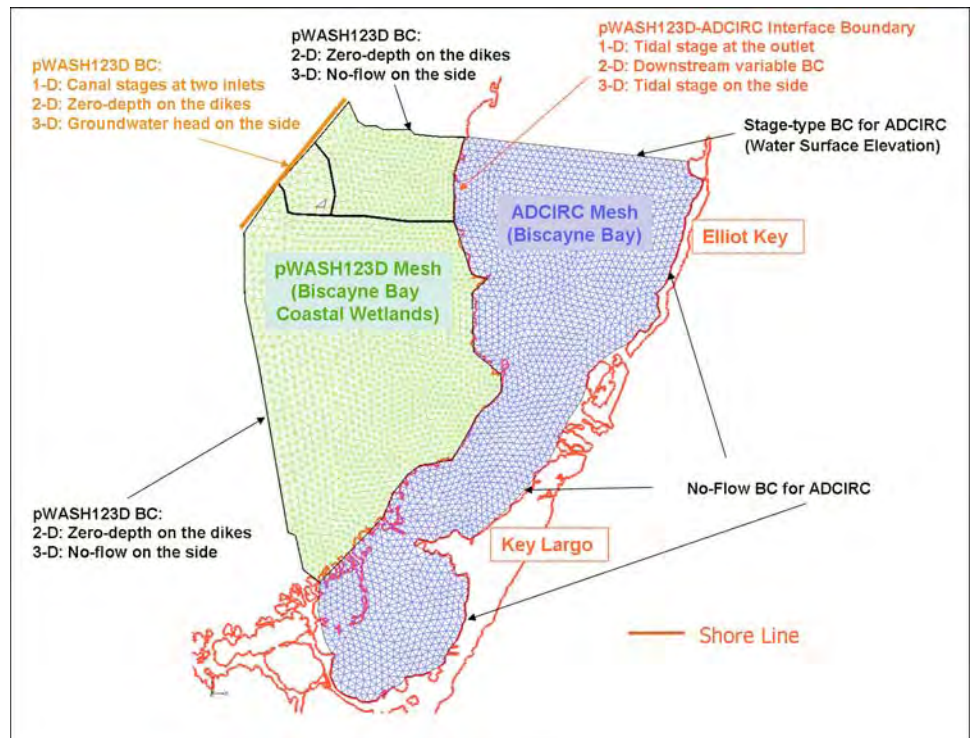 pWASH123D BC:
2-D: Zero-depth on the dikes
3-D: No-flow on the side
pWASH123D-ADCIRC Interface Boundary
1-D: Tidal stage at the outlet
2-D: Downstream variable BC
3-D: Tidal stage on the side
pWASH123D BC:
1-D: Canal stages at two inlets
2-D: Zero-depth on the dikes
3-D: Groundwater head on the side
Stage-type BC for ADCIRC
(Water Surface Elevation)
ADCIRC Mesh
(Biscayne Bay)
Elliot Key
pWASH123D Mesh
(Biscayne Bay
Coastal Wetlands)
No-Flow BC for ADCIRC
pWASH123D BC:
2-D: Zero-depth on the dikes
3-D: No-flow on the side
Key Largo
Shore Line